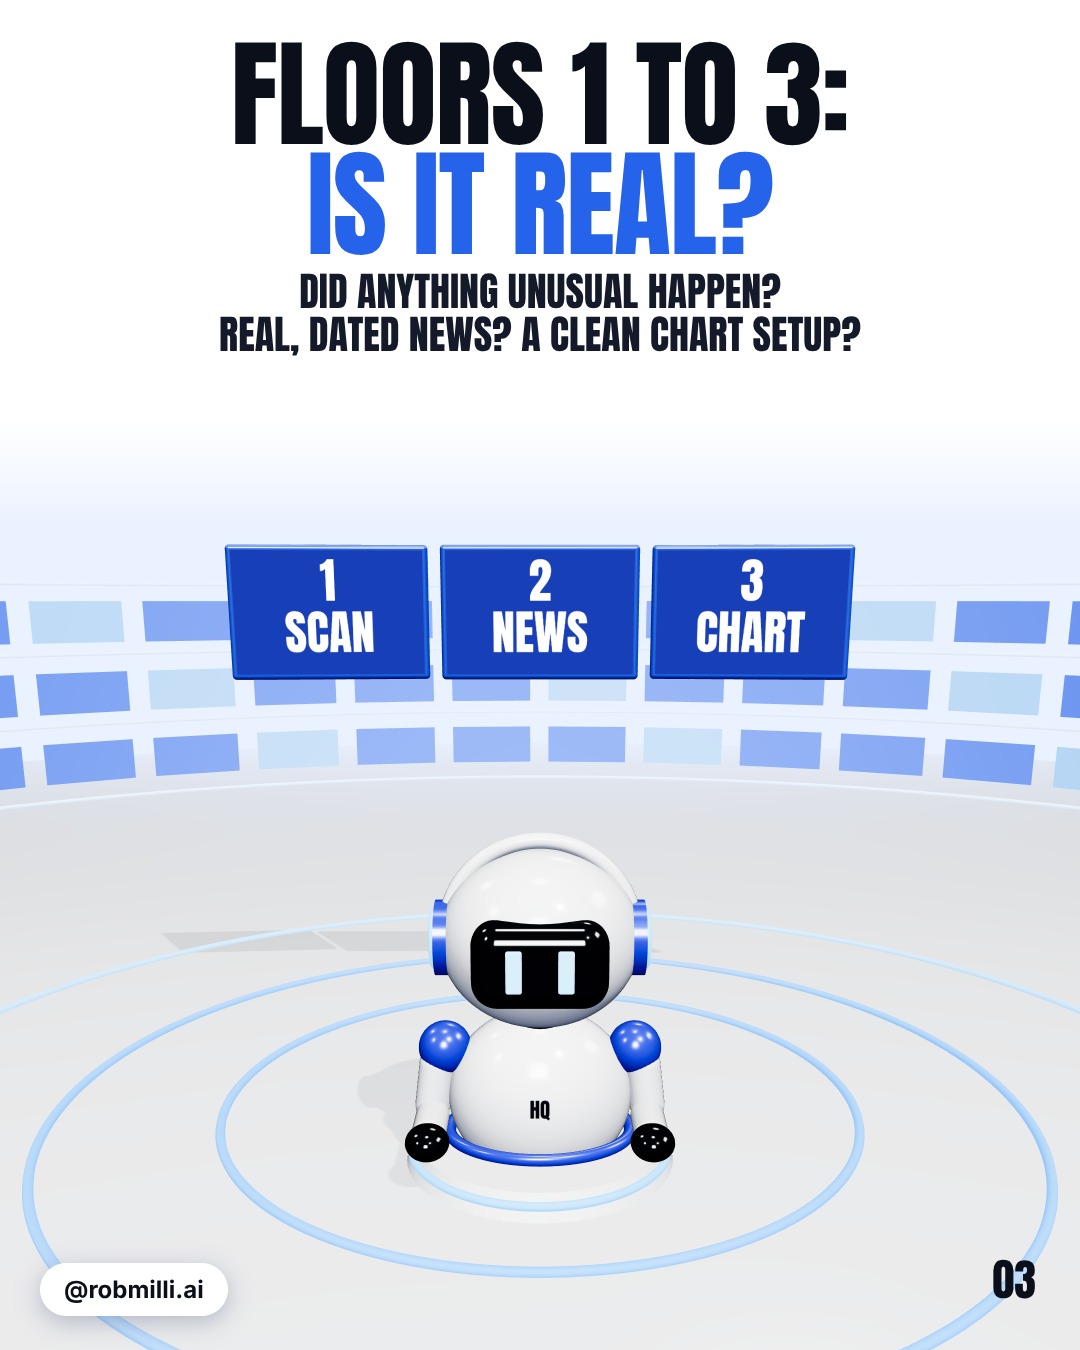 FLOORS 1 TO 3:
IS IT REAL?
DID ANYTHING UNUSUAL HAPPEN?
REAL, DATED NEWS? A CLEAN CHART SETUP?
1
SCAN
2
NEWS
3
CHART
HQ
@robmilli.ai
03